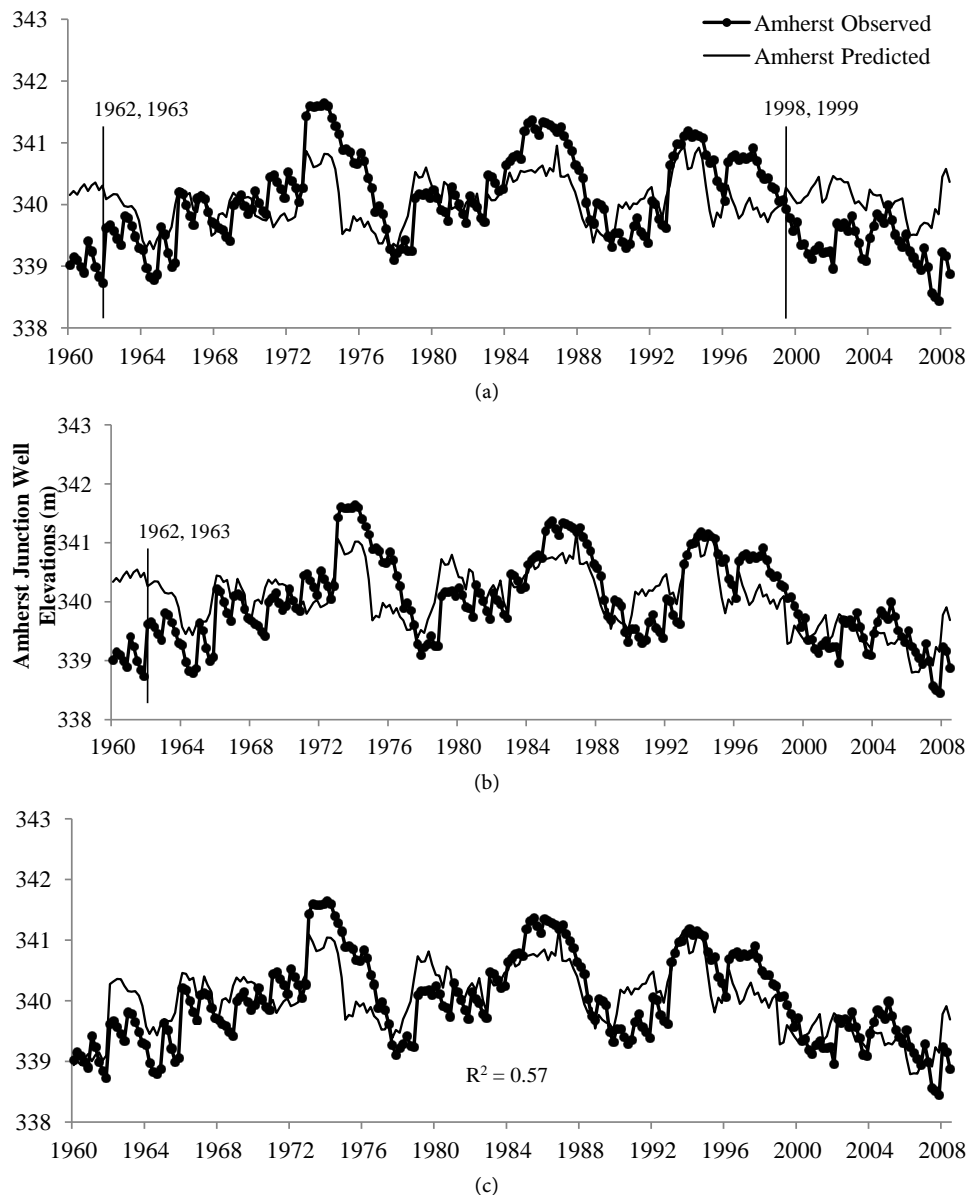 343
342
341
340
339
338
Amherst Observed
Amherst Predicted
1962, 1963
1998, 1999
1960 1964 1968 1972 1976 1980 1984 1988 1992 1996 2000 2004 2008
(a)
Amherst Junction Well
Elevations (m)
343
342
341
340
339
338
1962, 1963
1960 1964 1968 1972 1976 1980 1984 1988 1992 1996 2000 2004 2008
(b)
343
342
341
340
339
338
R² = 0.57
1960 1964 1968 1972 1976 1980 1984 1988 1992 1996 2000 2004 2008
(c)